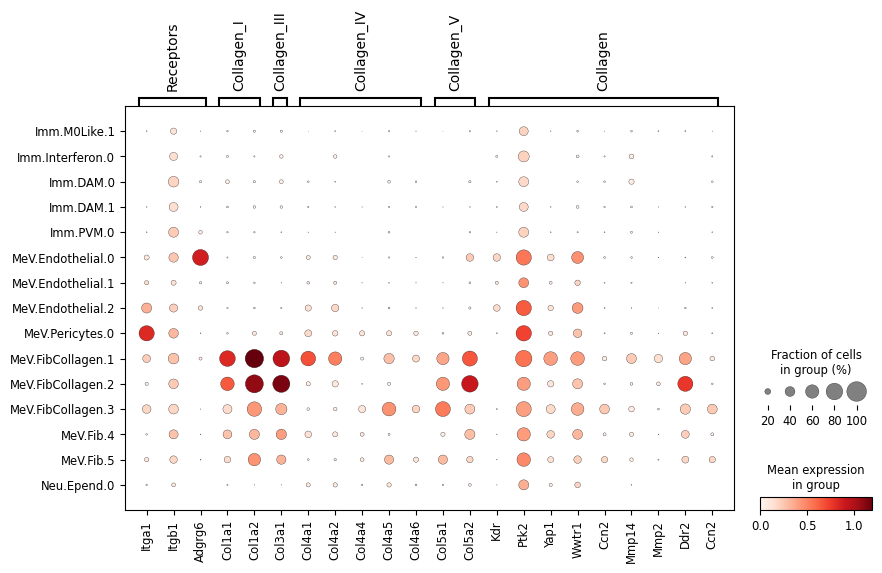 Receptors
Collagen_I
Collagen_III
Collagen_IV
Collagen_V
Collagen
Imm.M0Like.1
Imm.Interferon.0
Imm.DAM.0
Imm.DAM.1
Imm.PVM.0
MeV.Endothelial.0
MeV.Endothelial.1
MeV.Endothelial.2
MeV.Pericytes.0
MeV.FibCollagen.1
MeV.FibCollagen.2
MeV.FibCollagen.3
MeV.Fib.4
MeV.Fib.5
Neu.Epend.0
Itga1
Itgb1
Adgrg6
Col1a1
Col1a2
Col3a1
Col4a1
Col4a2
Col4a4
Col4a5
Col4a6
Col5a1
Col5a2
Kdr
Ptk2
Yap1
Wwtr1
Ccn2
Mmp14
Mmp2
Ddr2
Ccn2
Fraction of cells
in group (%)
20 40 60 80 100
Mean expression
in group
0.0 0.5 1.0